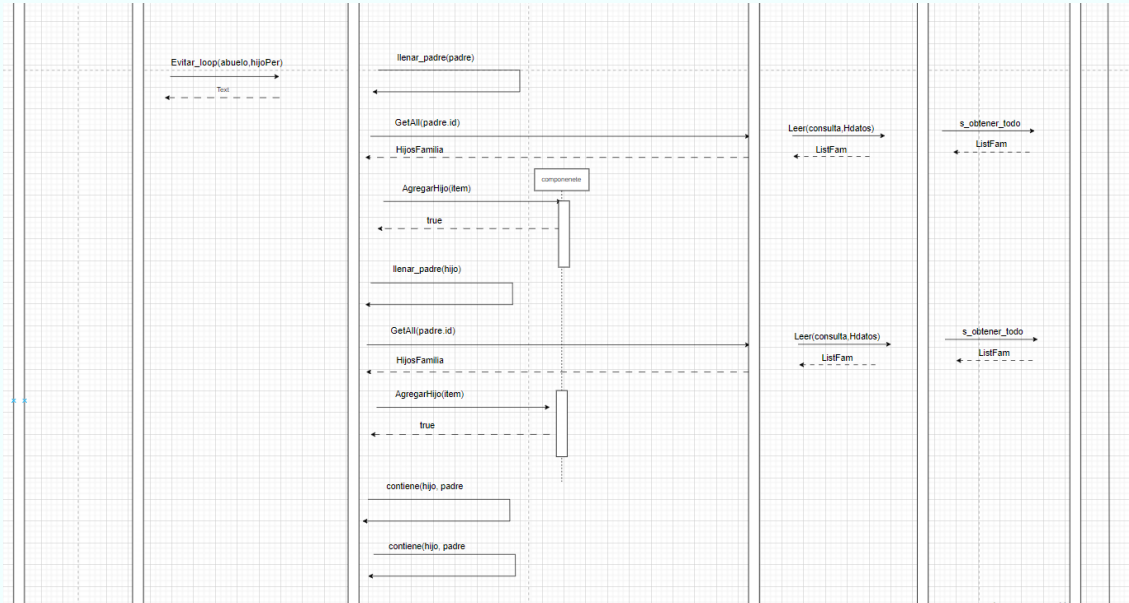 Evitar_loop(abuelo,hijoPer)
Text
llenar_padre(padre)
GetAll(padre.id)
HijosFamilia
Leer(consulta,Hdatos)
ListFam
s_obtener_todo
ListFam
componenete
AgregarHijo(item)
true
llenar_padre(hijo)
GetAll(padre.id)
HijosFamilia
Leer(consulta,Hdatos)
ListFam
s_obtener_todo
ListFam
AgregarHijo(item)
true
contiene(hijo, padre
contiene(hijo, padre